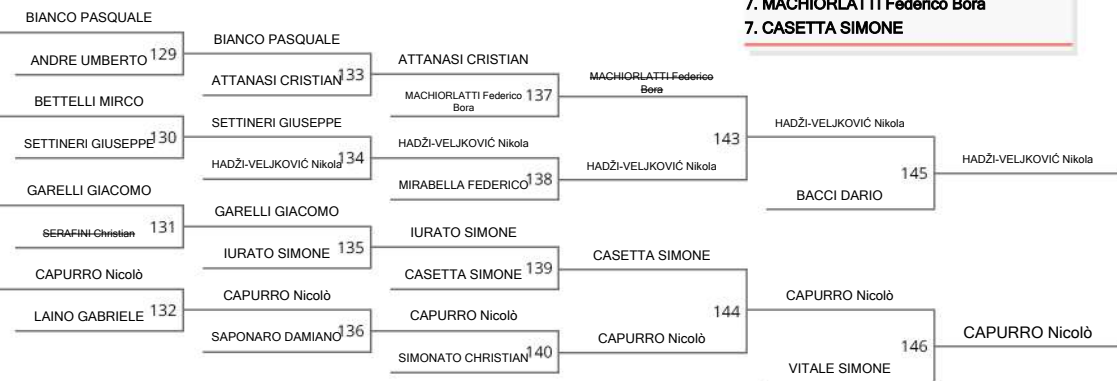 7. MACHIORLATTI Federico Bora
7. CASETTA SIMONE
BIANCO PASQUALE
ANDRE UMBERTO 129
BETTELLI MIRCO
SETTINERI GIUSEPPE 130
GARELLI GIACOMO
SERAFINI Christian 131
CAPURRO Nicolò
LAINO GABRIELE 132
BIANCO PASQUALE
ATTANASI CRISTIAN 133
SETTINERI GIUSEPPE
HADŽI-VELJKOVIĆ Nikola 134
GARELLI GIACOMO
IURATO SIMONE 135
CAPURRO Nicolò
SAPONARO DAMIANO 136
ATTANASI CRISTIAN
MACHIORLATTI Federico
Bora
137
HADŽI-VELJKOVIĆ Nikola
MIRABELLA FEDERICO 138
IURATO SIMONE
CASETTA SIMONE 139
CAPURRO Nicolò
SIMONATO CHRISTIAN 140
MACHIORLATTI Federico
Bora
143
HADŽI-VELJKOVIĆ Nikola
CASETTA SIMONE
144
CAPURRO Nicolò
HADŽI-VELJKOVIĆ Nikola
145
BACCI DARIO
CAPURRO Nicolò
146
VITALE SIMONE
HADŽI-VELJKOVIĆ Nikola
CAPURRO Nicolò